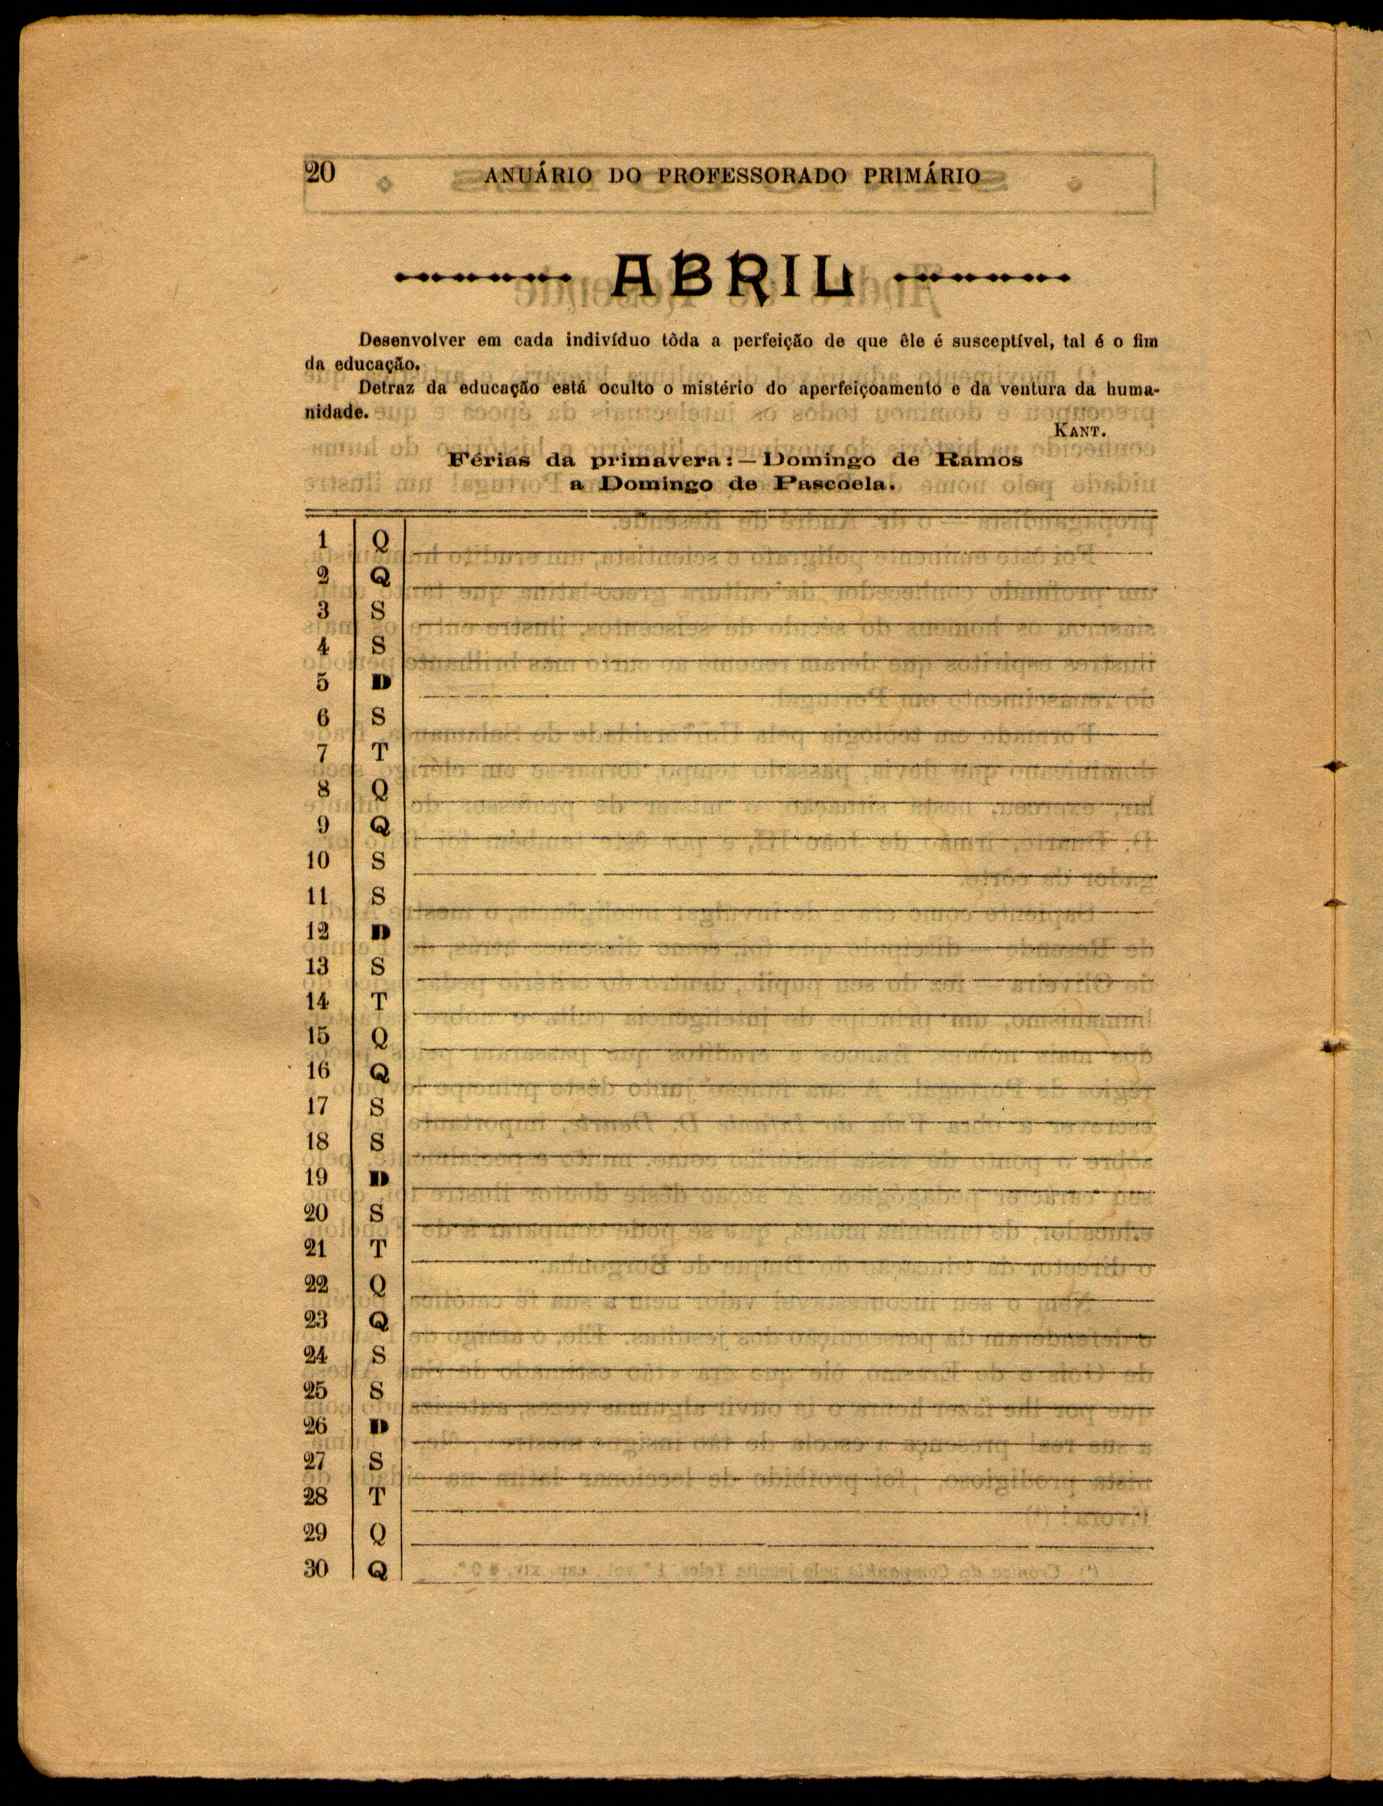 20 ANUÁRIO DO PROFESSORADO PRIMÁRIO
ABRIL
Desenvolver em cada indivíduo tôda a perfeição de que êle é susceptível, tal é o fim
da educação.
Detraz da educação está oculto o mistério do aperfeiçoamento e da ventura da huma-
nidade.
KANT.
Férias da primavera:—Domingo de Ramos
a Domingo de Pascoela.
1 Q
2 Q
3 S
4 S
5 D
6 S
7 T
8 Q
9 Q
10 S
11 S
12 D
13 S
14 T
15 Q
16 Q
17 S
18 S
19 D
20 S
21 T
22 Q
23 Q
24 S
25 S
26 D
27 S
28 T
29 Q
30 Q